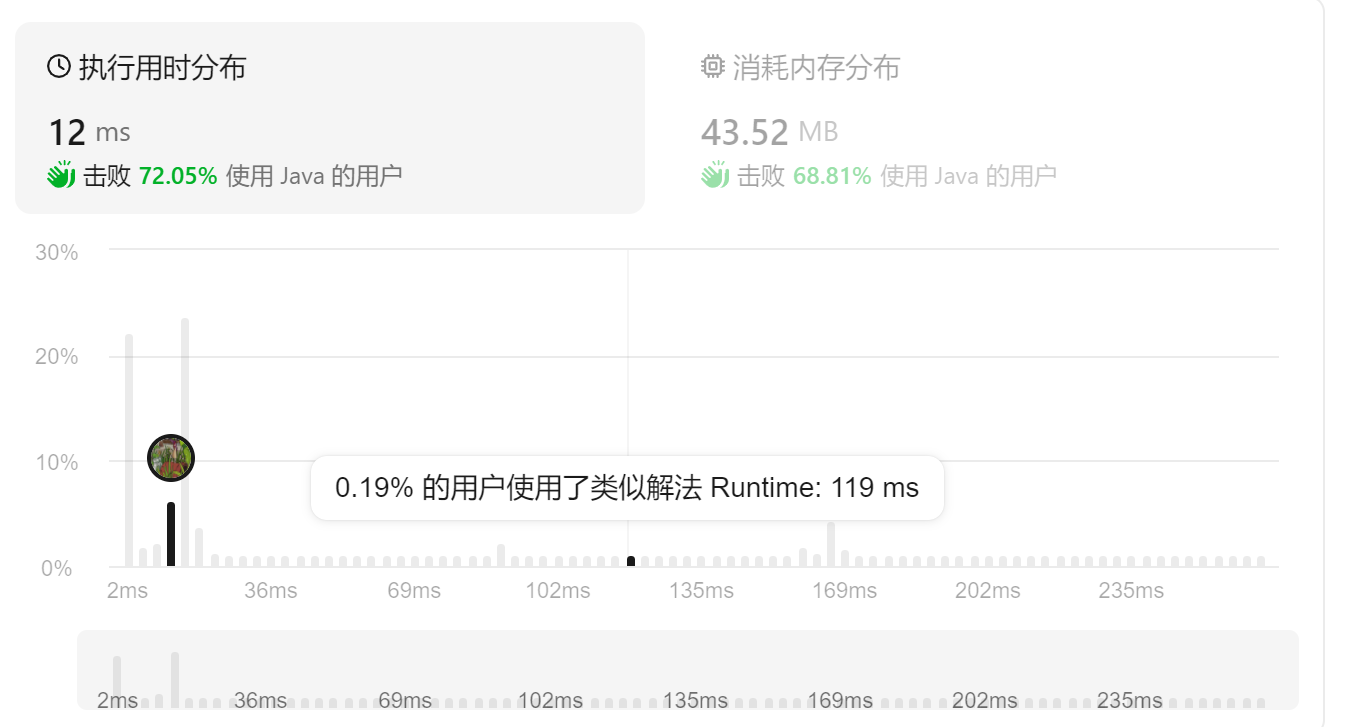 执行用时分布
12 ms
击败 72.05% 使用 Java 的用户
消耗内存分布
43.52 MB
击败 68.81% 使用 Java 的用户
30%
20%
10%
0%
0.19% 的用户使用了类似解法 Runtime: 119 ms
2ms 36ms 69ms 102ms 135ms 169ms 202ms 235ms
2ms 36ms 69ms 102ms 135ms 169ms 202ms 235ms